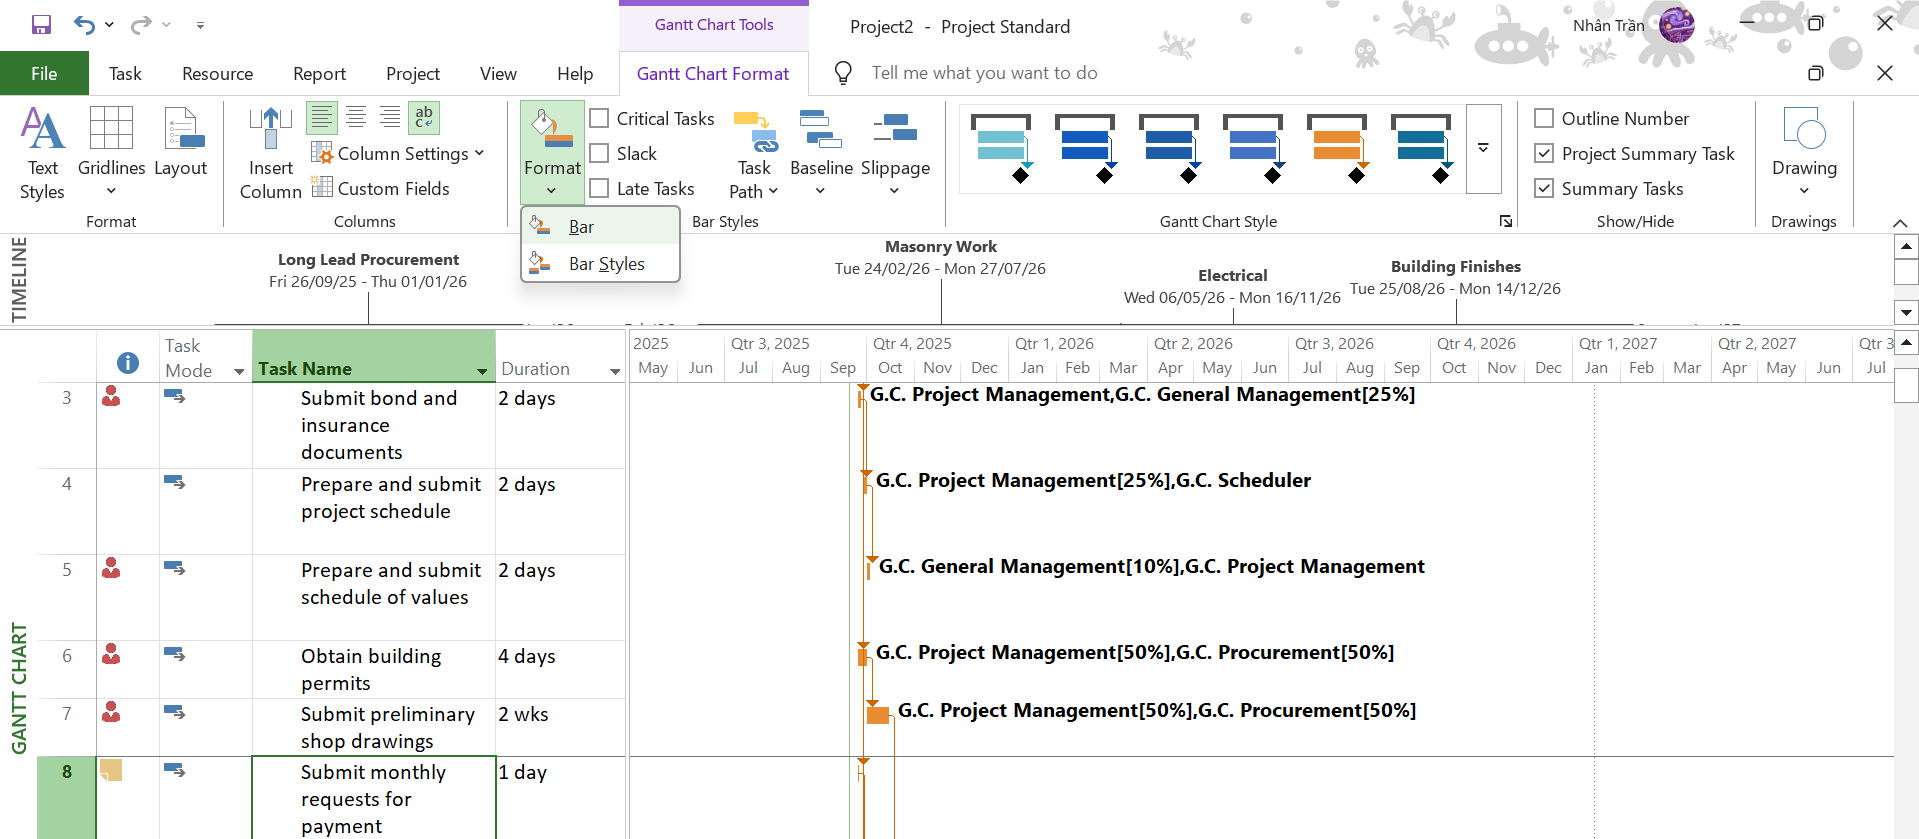 Gantt Chart Tools
Project2 - Project Standard
Nhân Trần
File
Task
Resource
Report
Project
View
Help
Gantt Chart Format
Tell me what you want to do
Text
Styles
Gridlines
Layout
Format
Insert
Column
ab
c
Column Settings
Custom Fields
Columns
Format
Critical Tasks
Slack
Late Tasks
Task
Path
Baseline
Slippage
Bar Styles
Bar
Bar Styles
Gantt Chart Style
Outline Number
Project Summary Task
Summary Tasks
Show/Hide
Drawing
Drawings
TIMELINE
Long Lead Procurement
Fri 26/09/25 - Thu 01/01/26
Masonry Work
Tue 24/02/26 - Mon 27/07/26
Electrical
Wed 06/05/26 - Mon 16/11/26
Building Finishes
Tue 25/08/26 - Mon 14/12/26
GANTT CHART
i
Task
Mode
Task Name
Duration
2025
Qtr 3, 2025
Qtr 4, 2025
Qtr 1, 2026
Qtr 2, 2026
Qtr 3, 2026
Qtr 4, 2026
Qtr 1, 2027
Qtr 2, 2027
Qtr 3
May Jun Jul Aug Sep Oct Nov Dec Jan Feb Mar Apr May Jun Jul Aug Sep Oct Nov Dec Jan Feb Mar Apr May Jun Jul
3
Submit bond and
insurance
documents
2 days
G.C. Project Management,G.C. General Management[25%]
4
Prepare and submit
project schedule
2 days
G.C. Project Management[25%],G.C. Scheduler
5
Prepare and submit
schedule of values
2 days
G.C. General Management[10%],G.C. Project Management
6
Obtain building
permits
4 days
G.C. Project Management[50%],G.C. Procurement[50%]
7
Submit preliminary
shop drawings
2 wks
G.C. Project Management[50%],G.C. Procurement[50%]
8
Submit monthly
requests for
payment
1 day